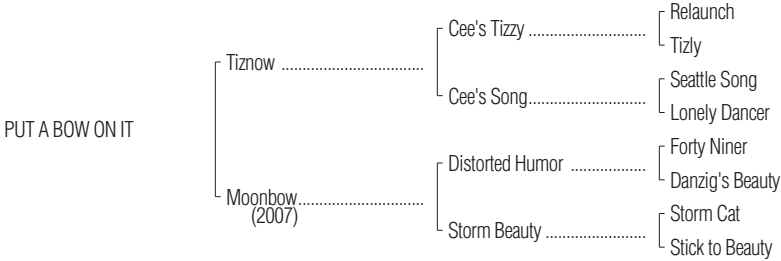 Relaunch
Cee's Tizzy ................................
Tizly
Tiznow ....................................
Seattle Song
Cee's Song................................
Lonely Dancer
PUT A BOW ON IT
Forty Niner
Distorted Humor ....................
Danzig's Beauty
Moonbow................................
(2007)
Storm Cat
Storm Beauty ...........................
Stick to Beauty